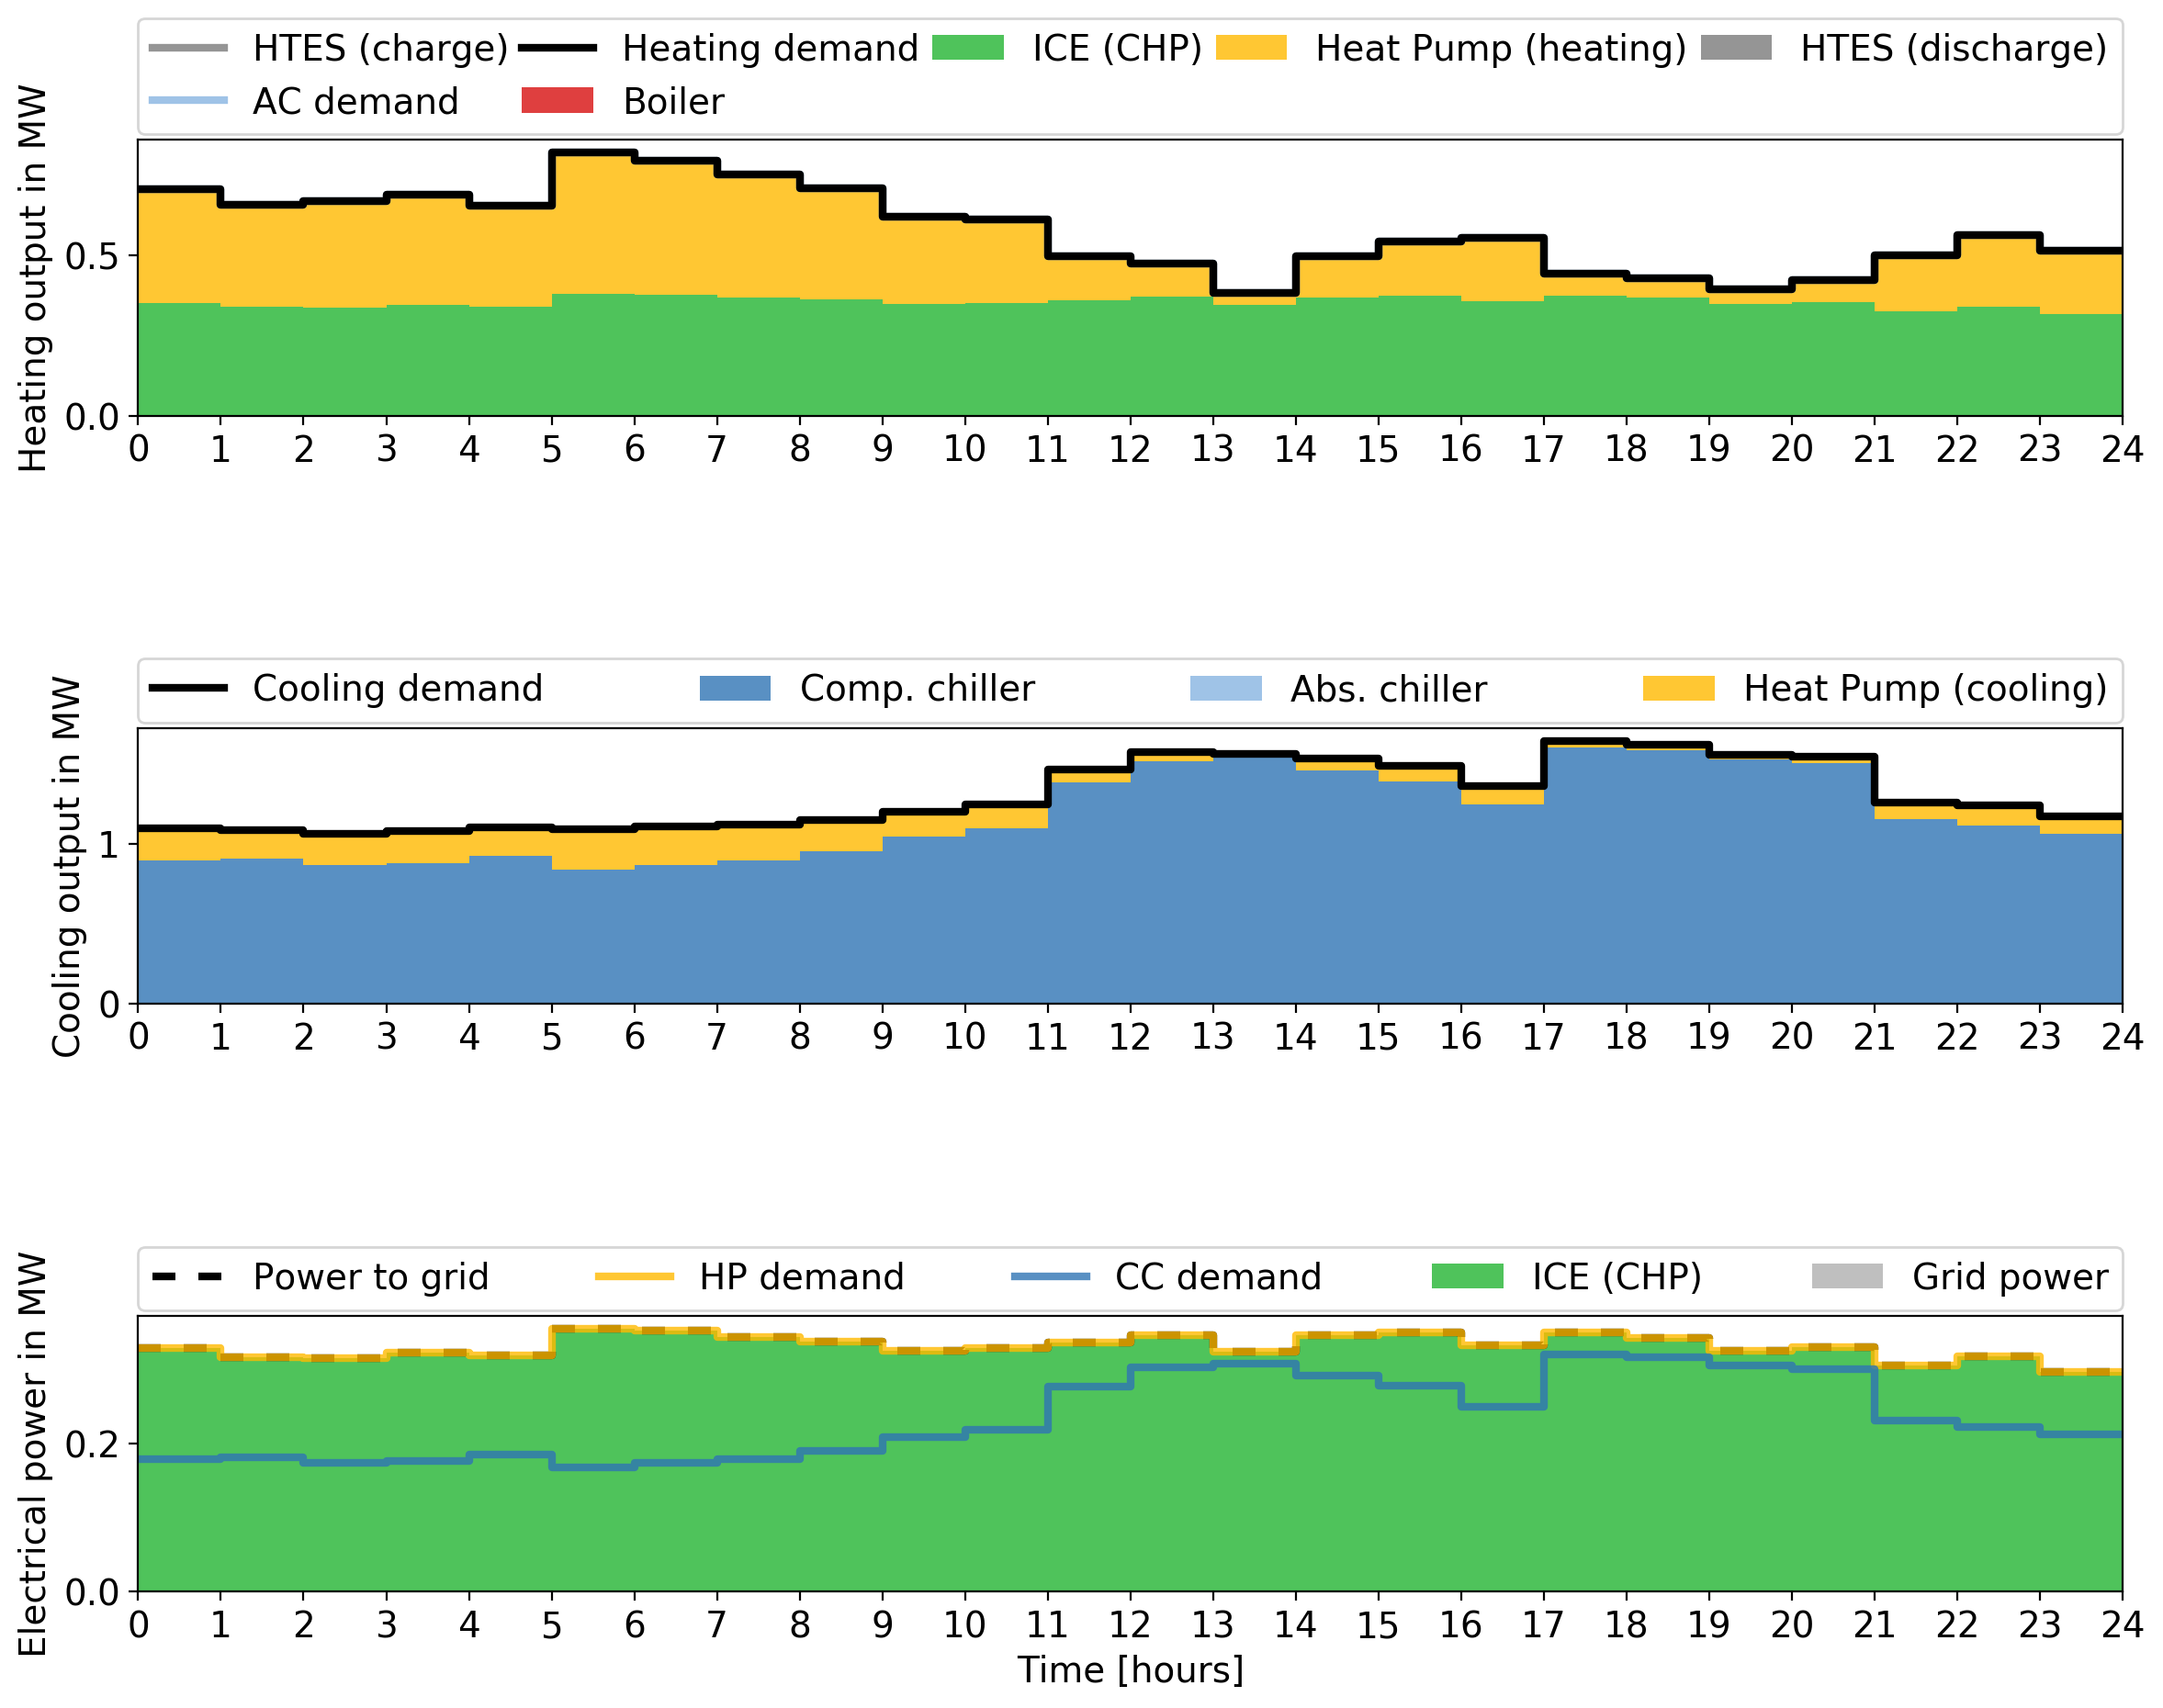 HTES (charge) Heating demand ICE (CHP) Heat Pump (heating) HTES (discharge)
AC demand Boiler
Heating output in MW
0.5
0.0
0 1 2 3 4 5 6 7 8 9 10 11 12 13 14 15 16 17 18 19 20 21 22 23 24
Cooling demand Comp. chiller Abs. chiller Heat Pump (cooling)
Cooling output in MW
1
0
0 1 2 3 4 5 6 7 8 9 10 11 12 13 14 15 16 17 18 19 20 21 22 23 24
Power to grid HP demand CC demand ICE (CHP) Grid power
Electrical power in MW
0.2
0.0
0 1 2 3 4 5 6 7 8 9 10 11 12 13 14 15 16 17 18 19 20 21 22 23 24
Time [hours]